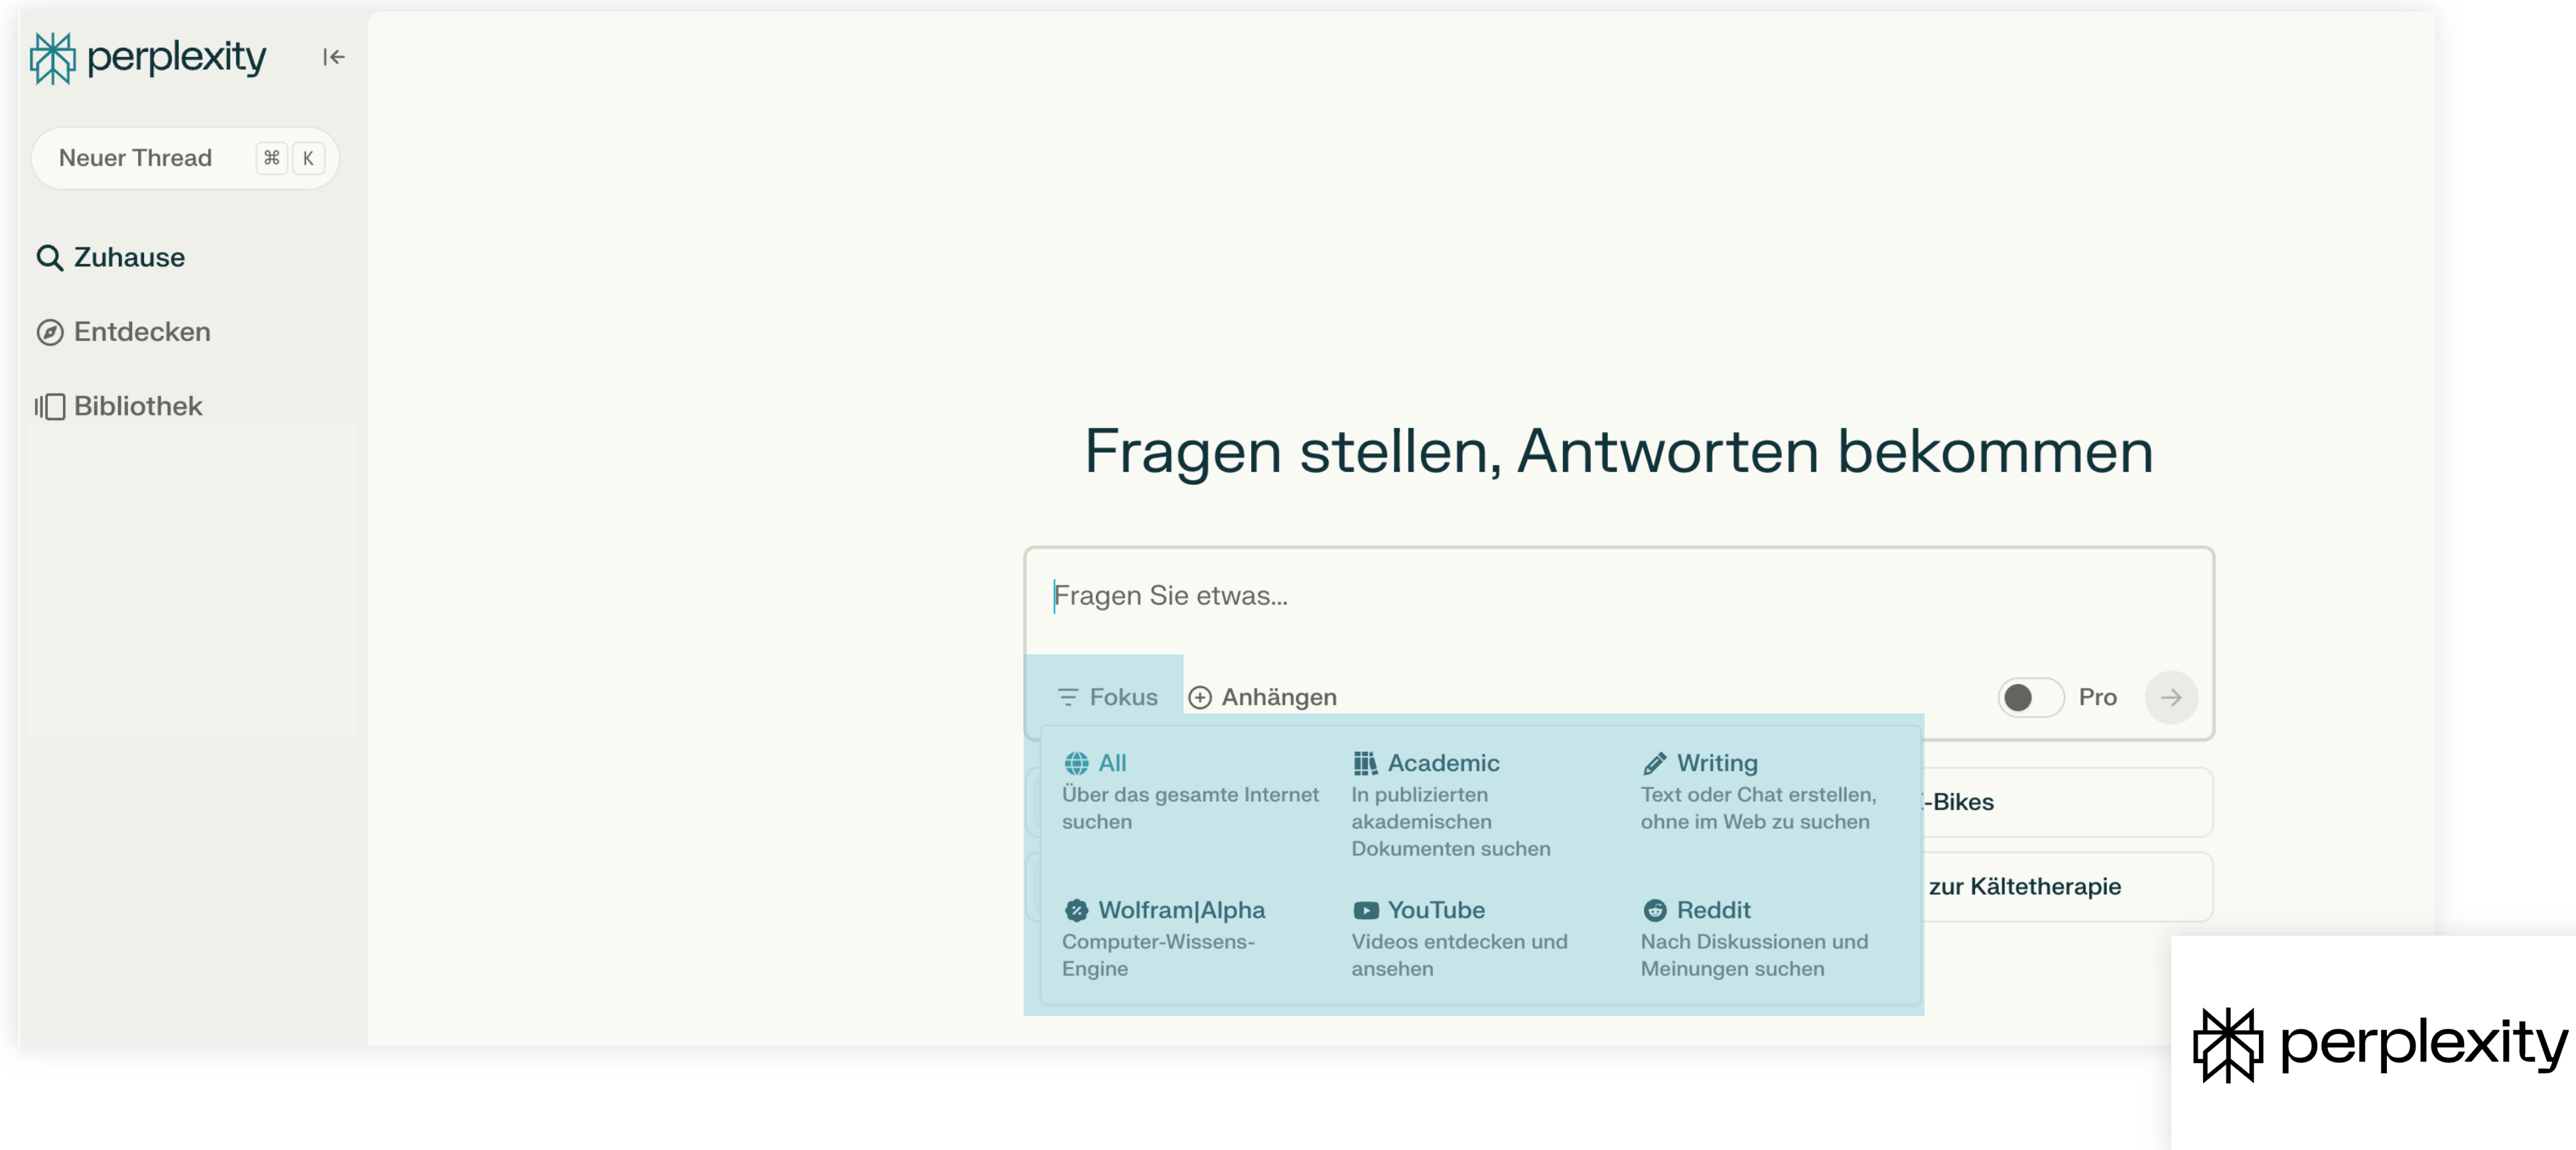 perplexity
Neuer Thread ⌘ K
Zuhause
Entdecken
Bibliothek
Fragen stellen, Antworten bekommen
Fragen Sie etwas...
Fokus
Anhängen
Pro
All
Über das gesamte Internet
suchen
Academic
In publizierten
akademischen
Dokumenten suchen
Writing
Text oder Chat erstellen,
ohne im Web zu suchen
Wolfram|Alpha
Computer-Wissens-
Engine
YouTube
Videos entdecken und
ansehen
Reddit
Nach Diskussionen und
Meinungen suchen
-Bikes
zur Kältetherapie
perplexity